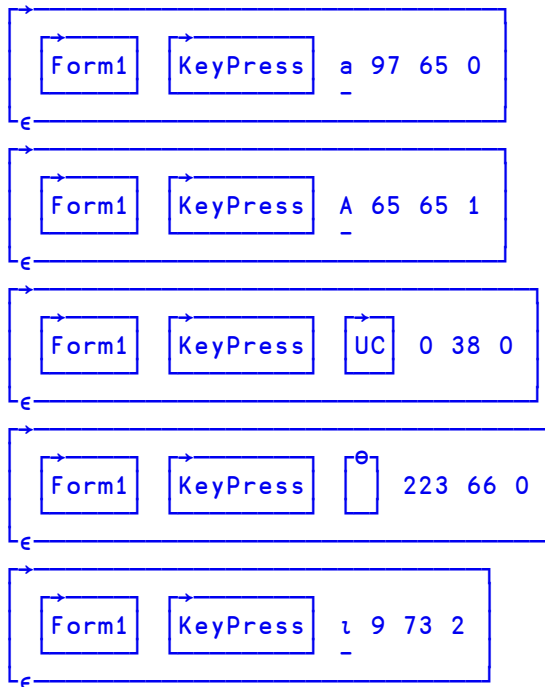 Form1 KeyPress a 97 65 0
Form1 KeyPress A 65 65 1
Form1 KeyPress UC 0 38 0
Form1 KeyPress 223 66 0
Form1 KeyPress ⍳ 9 73 2